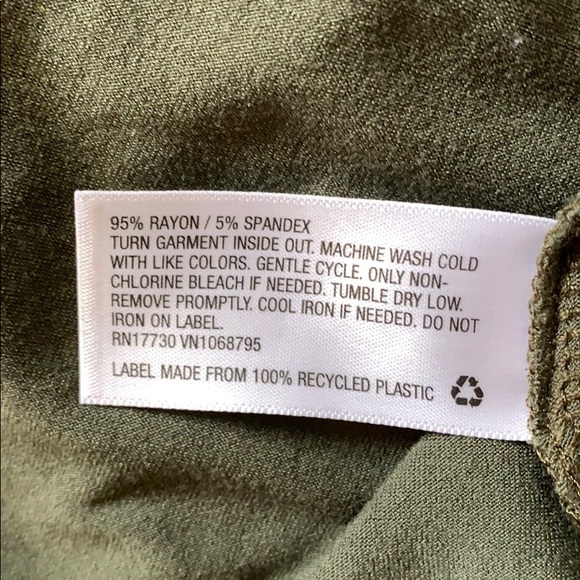 95% RAYON / 5% SPANDEX
TURN GARMENT INSIDE OUT. MACHINE WASH COLD
WITH LIKE COLORS. GENTLE CYCLE. ONLY NON-
CHLORINE BLEACH IF NEEDED. TUMBLE DRY LOW.
REMOVE PROMPTLY. COOL IRON IF NEEDED. DO NOT
IRON ON LABEL.
RN17730 VN1068795
LABEL MADE FROM 100% RECYCLED PLASTIC